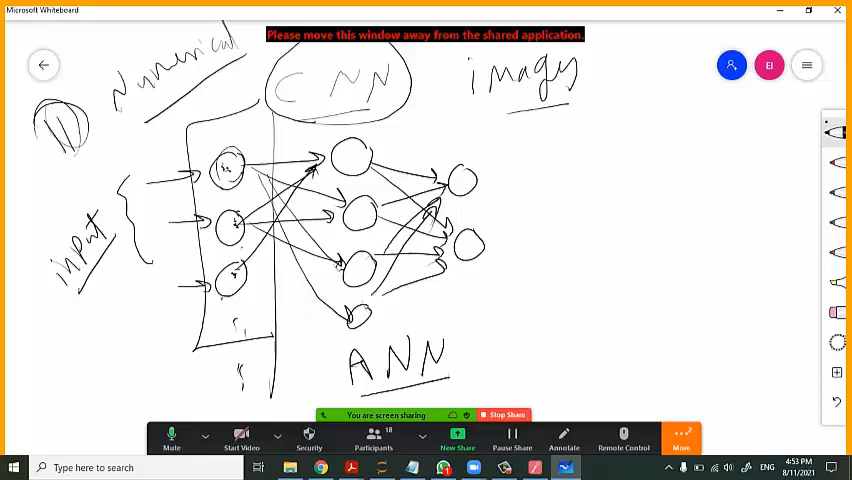 Microsoft Whiteboard
Please move this window away from the shared application.
Numerical
CNN
images
EI
input
ANN
You are screen sharing
Stop Share
18
Mute
Start Video
Security
Participants
New Share
Pause Share
Annotate
Remote Control
More
Type here to search
ENG
4:53 PM
8/11/2021